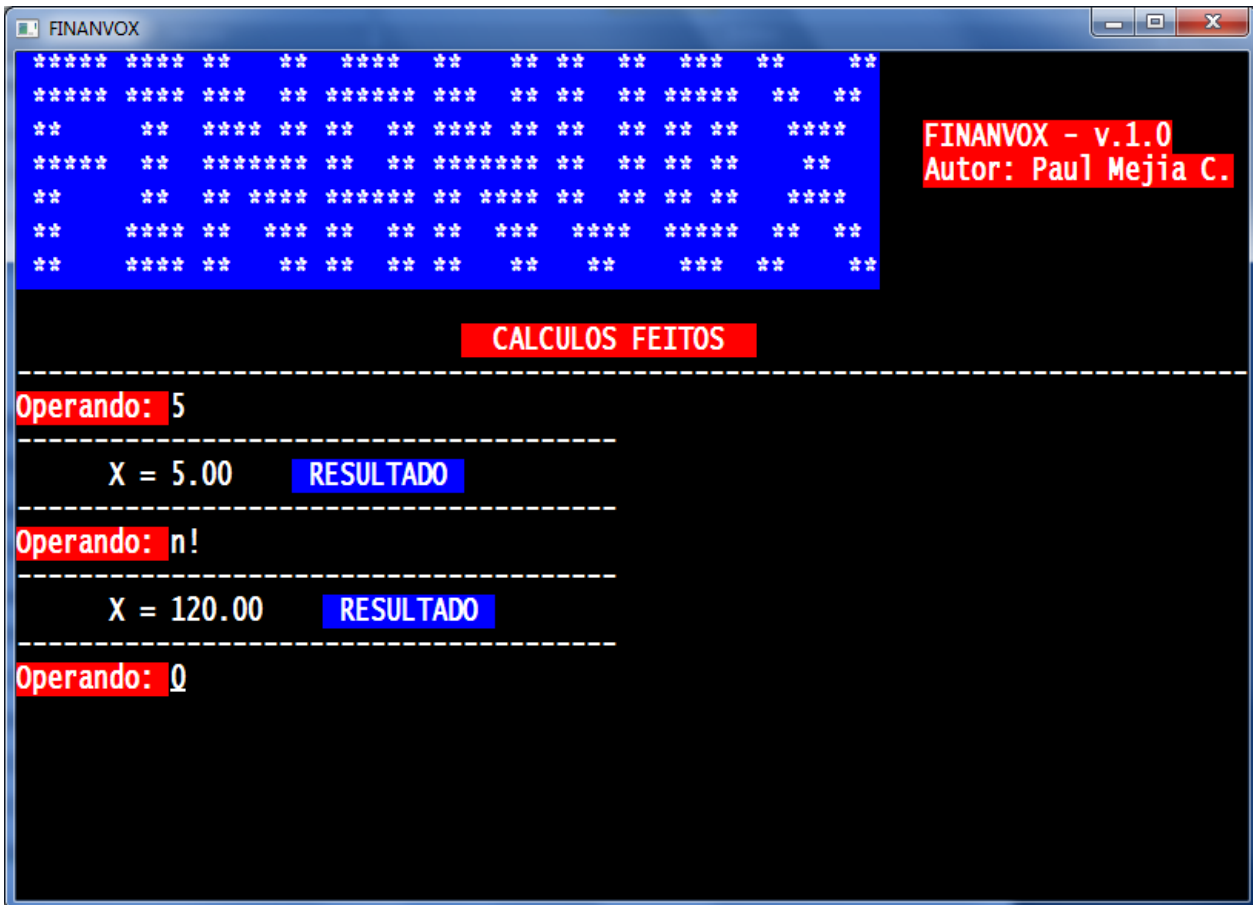 FINANVOX
***** **** **    **  ****  **   ** **  **  ***  **    **
***** **** ***  ** ****** ***  ** **  ** *****  **  **
**     **  **** ** **  ** **** ** **  ** ** **   ****
*****  **  ******* **  ** ******* **  ** ** **    **
**     **  ** **** ****** ** **** **  ** ** **   ****
**    **** **  *** **  ** **  ***  ****  *****  **  **
**    **** **   ** **  ** **   **   **    ***  **    **
FINANVOX - v.1.0
Autor: Paul Mejia C.
CALCULOS FEITOS
--------------------------------------------------------------------------------
Operando: 5
---------------------------------------
X = 5.00 RESULTADO
---------------------------------------
Operando: n!
---------------------------------------
X = 120.00 RESULTADO
---------------------------------------
Operando: 0